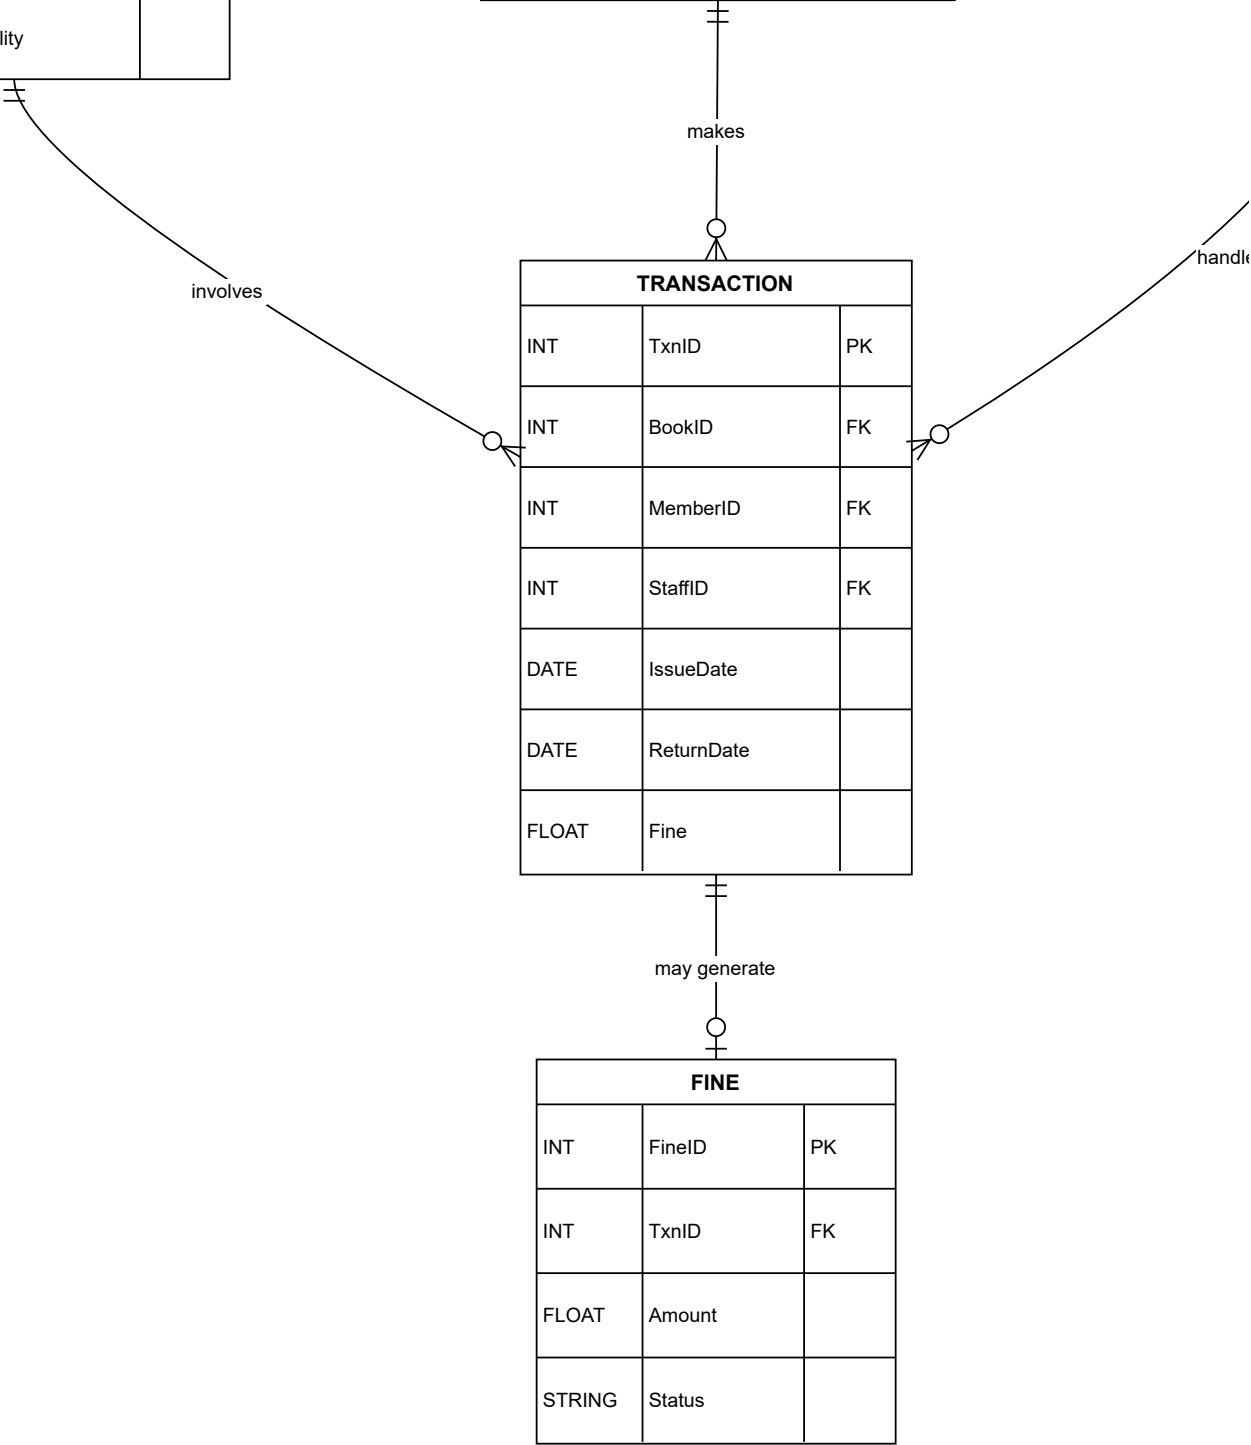 lity
makes
handle
involves
TRANSACTION
INT TxnID PK
INT BookID FK
INT MemberID FK
INT StaffID FK
DATE IssueDate
DATE ReturnDate
FLOAT Fine
may generate
FINE
INT FineID PK
INT TxnID FK
FLOAT Amount
STRING Status